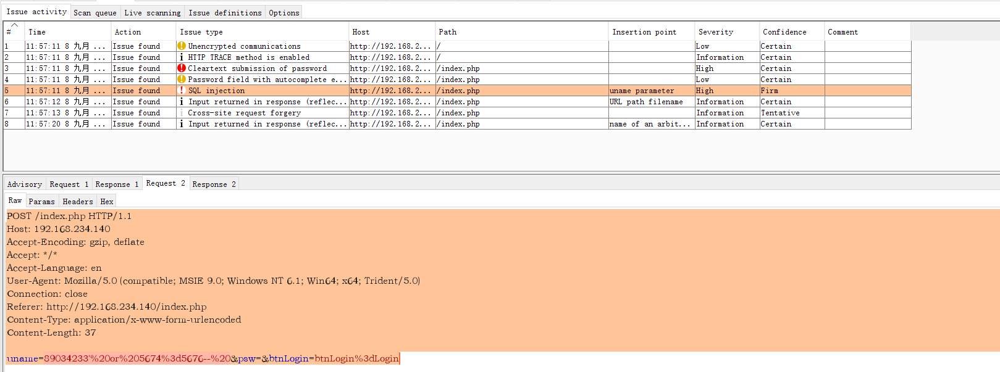 Issue activity Scan queue Live scanning Issue definitions Options
# Time Action Issue type Host Path Insertion point Severity Confidence Comment
1 11:57:11 8 九月 ... Issue found Unencrypted communications http://192.168.2... / Low Certain
2 11:57:11 8 九月 ... Issue found HTTP TRACE method is enabled http://192.168.2... / Information Certain
3 11:57:11 8 九月 ... Issue found Cleartext submission of password http://192.168.2... /index.php High Certain
4 11:57:11 8 九月 ... Issue found Password field with autocomplete e... http://192.168.2... /index.php Low Certain
5 11:57:11 8 九月 ... Issue found SQL injection http://192.168.2... /index.php uname parameter High Firm
6 11:57:12 8 九月 ... Issue found Input returned in response (reflec... http://192.168.2... /index.php URL path filename Information Certain
7 11:57:13 8 九月 ... Issue found Cross-site request forgery http://192.168.2... /index.php Information Tentative
8 11:57:20 8 九月 ... Issue found Input returned in response (reflec... http://192.168.2... /index.php name of an arbit... Information Certain
Advisory Request 1 Response 1 Request 2 Response 2
Raw Params Headers Hex
POST /index.php HTTP/1.1
Host: 192.168.234.140
Accept-Encoding: gzip, deflate
Accept: */*
Accept-Language: en
User-Agent: Mozilla/5.0 (compatible; MSIE 9.0; Windows NT 6.1; Win64; x64; Trident/5.0)
Connection: close
Referer: http://192.168.234.140/index.php
Content-Type: application/x-www-form-urlencoded
Content-Length: 37
uname=89034233'%20or%205674%3d5676--%20&psw=&btnLogin=btnLogin%3dLogin